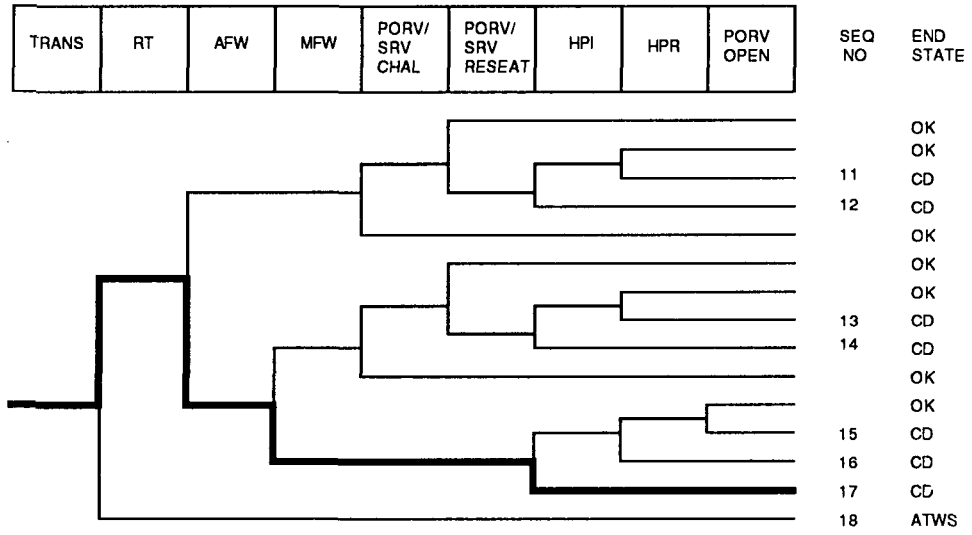 TRANS RT AFW MFW PORV/ SRV CHAL PORV/ SRV RESEAT HPI HPR PORV OPEN SEQ NO END STATE
OK
OK
11 CD
12 CD
OK
OK
OK
13 CD
14 CD
OK
OK
15 CD
16 CD
17 CD
18 ATWS